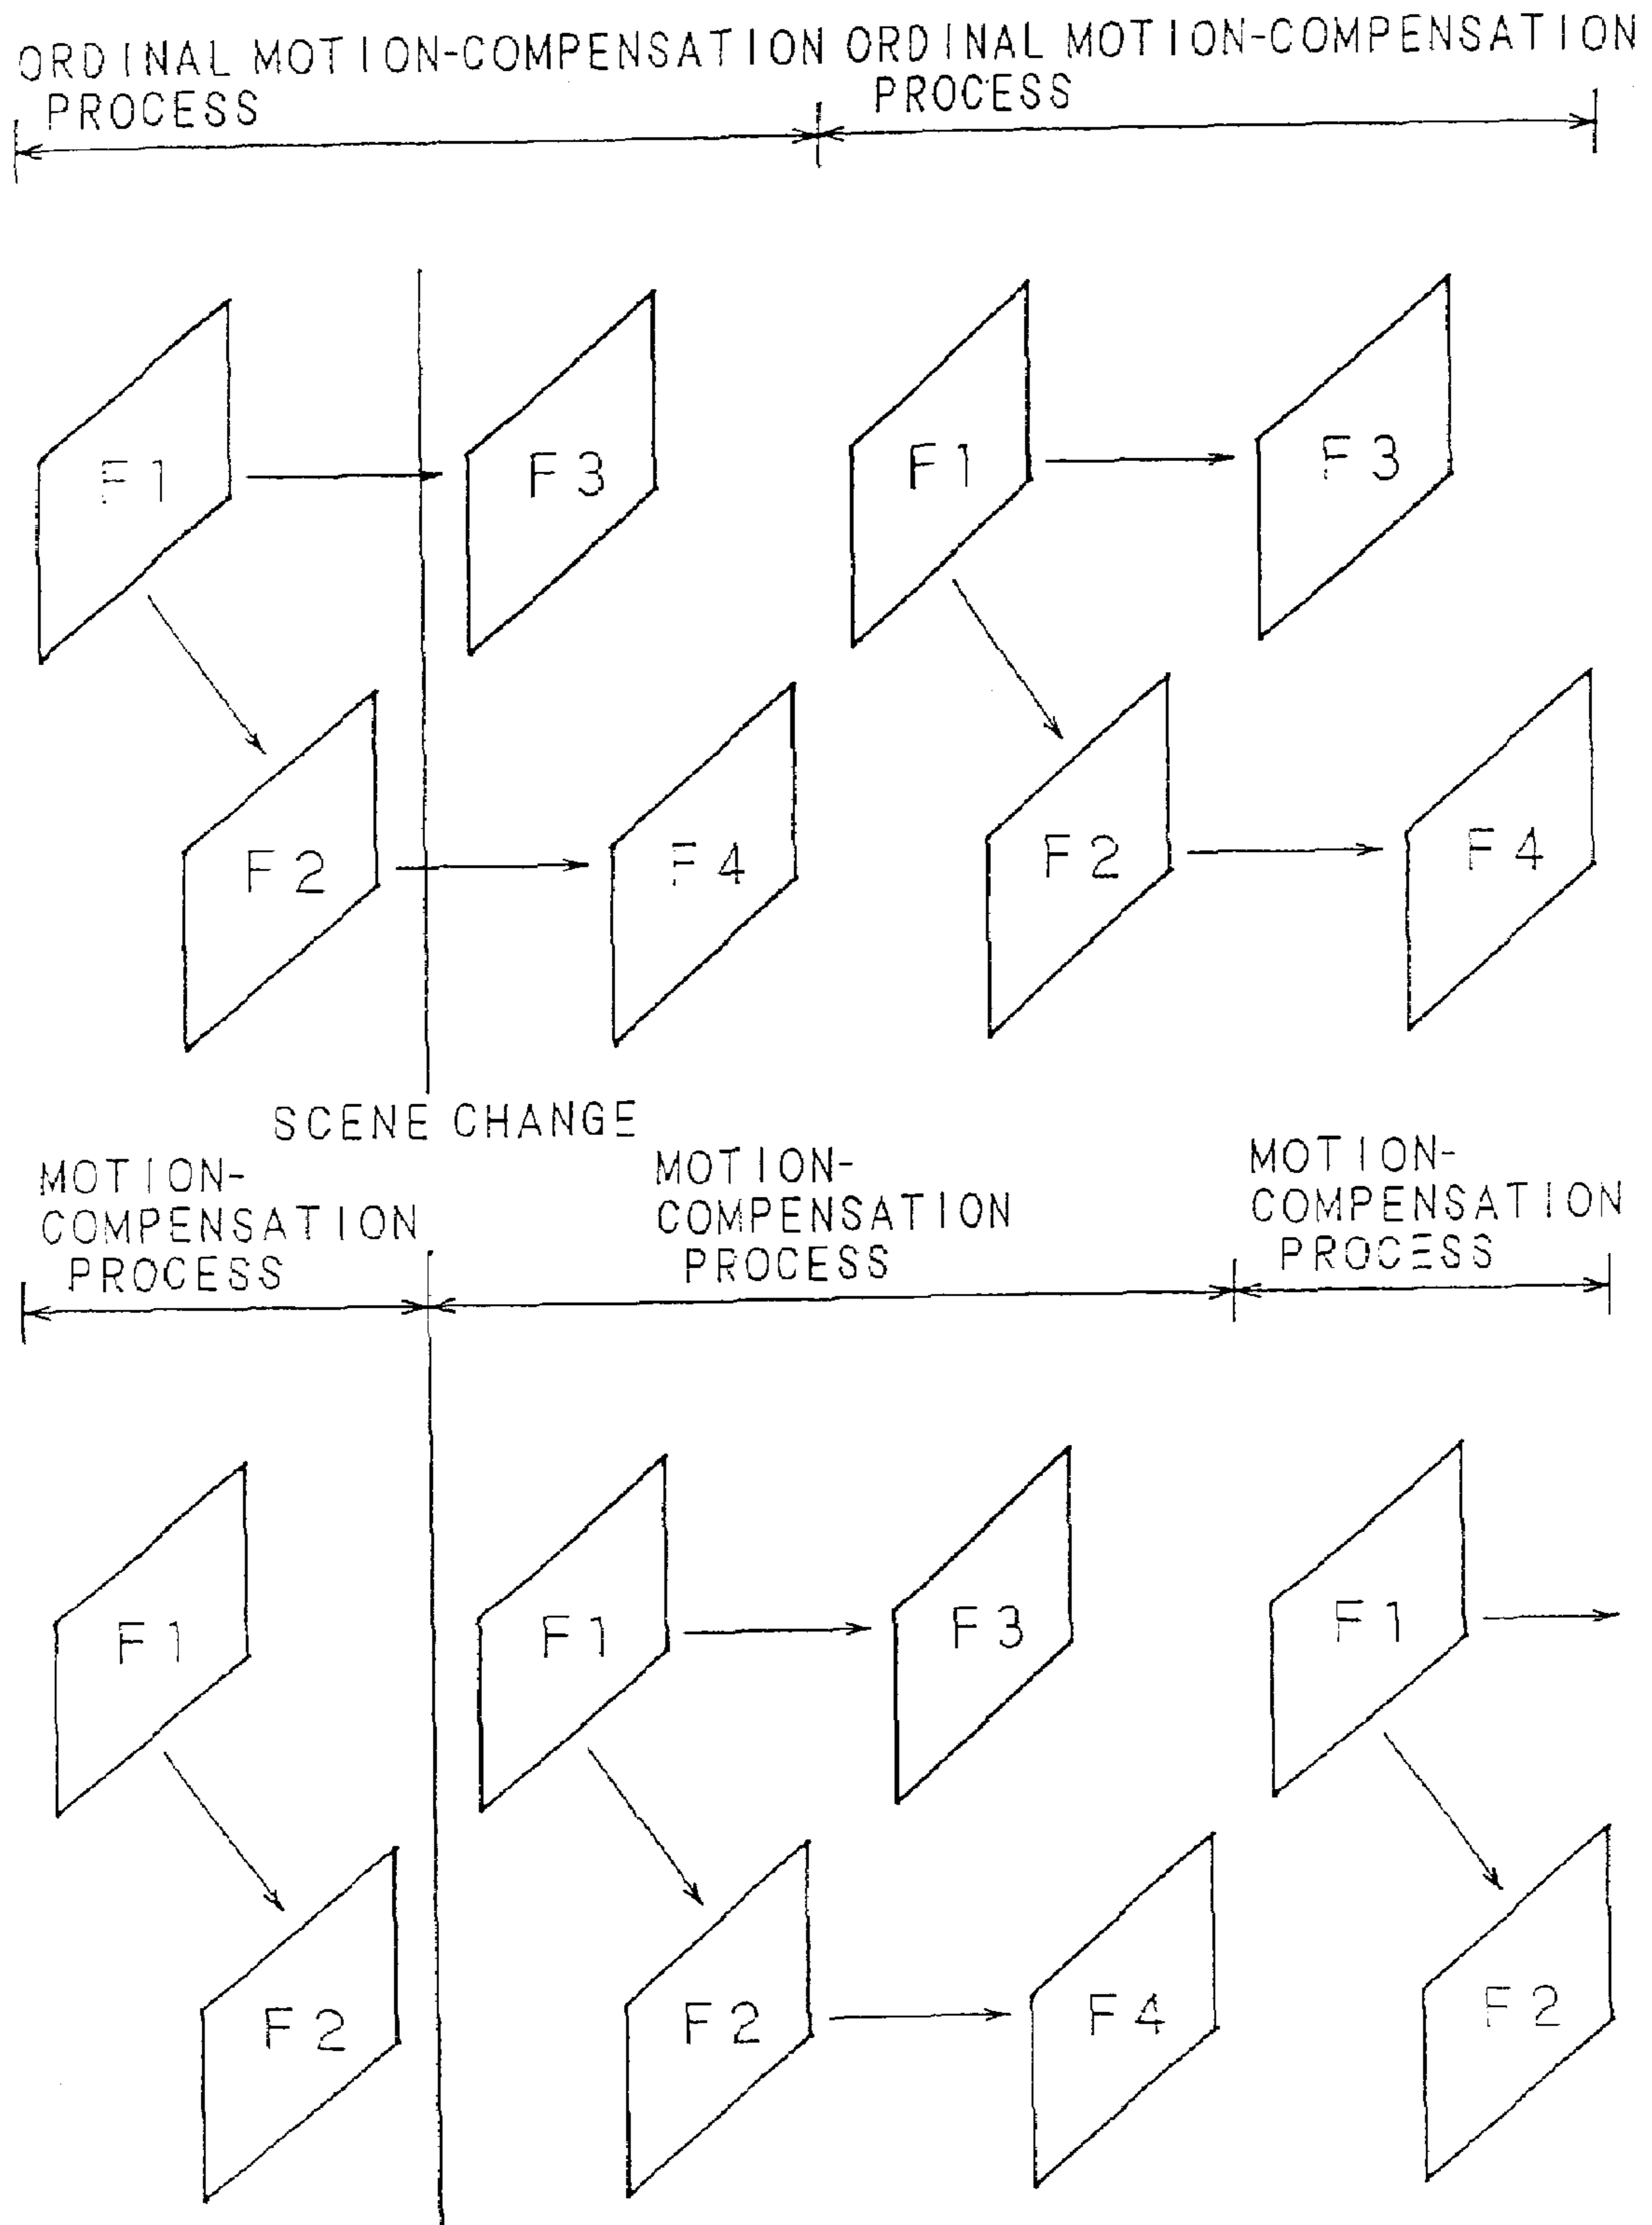 ORDINAL MOTION-COMPENSATION
PROCESS
ORDINAL MOTION-COMPENSATION
PROCESS
F1
F3
F1
F3
F2
F4
F2
F4
SCENE CHANGE
MOTION-
COMPENSATION
PROCESS
MOTION-
COMPENSATION
PROCESS
MOTION-
COMPENSATION
PROCESS
F1
F1
F3
F1
F2
F2
F4
F2